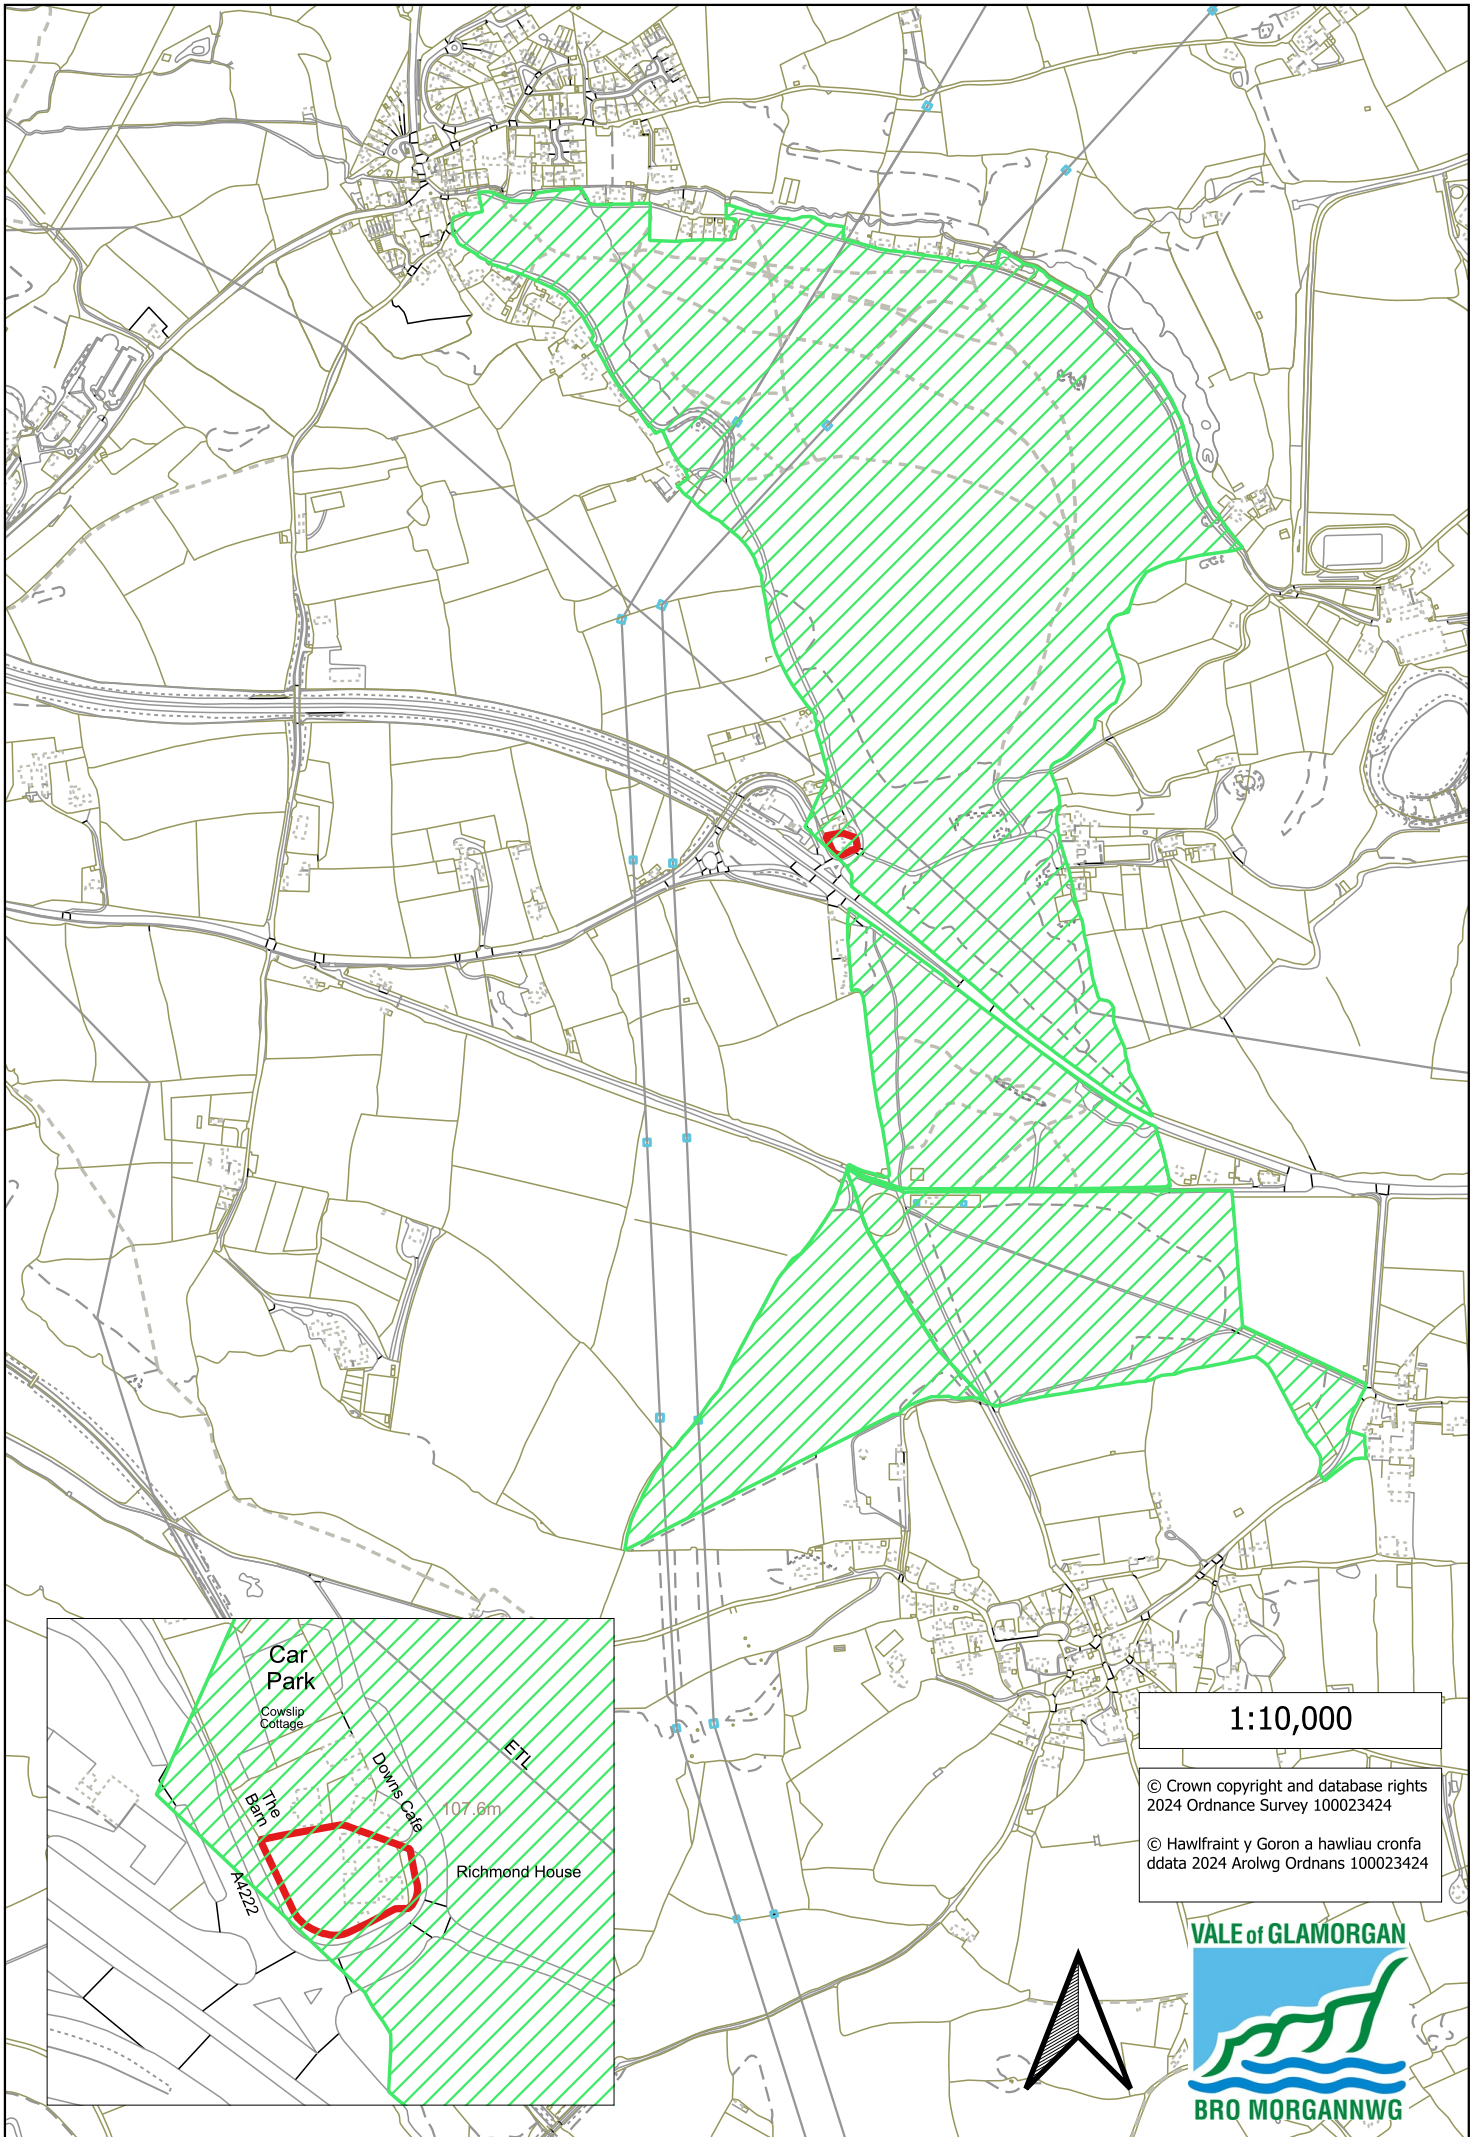 Car
Park
Cowslip
Cottage
ETL
Downs Cafe
The
Barn
107.6m
A4222
Richmond House
1:10,000
© Crown copyright and database rights
2024 Ordnance Survey 100023424
© Hawlfraint y Goron a hawliau cronfa
ddata 2024 Arolwg Ordnans 100023424
VALE of GLAMORGAN
BRO MORGANNWG